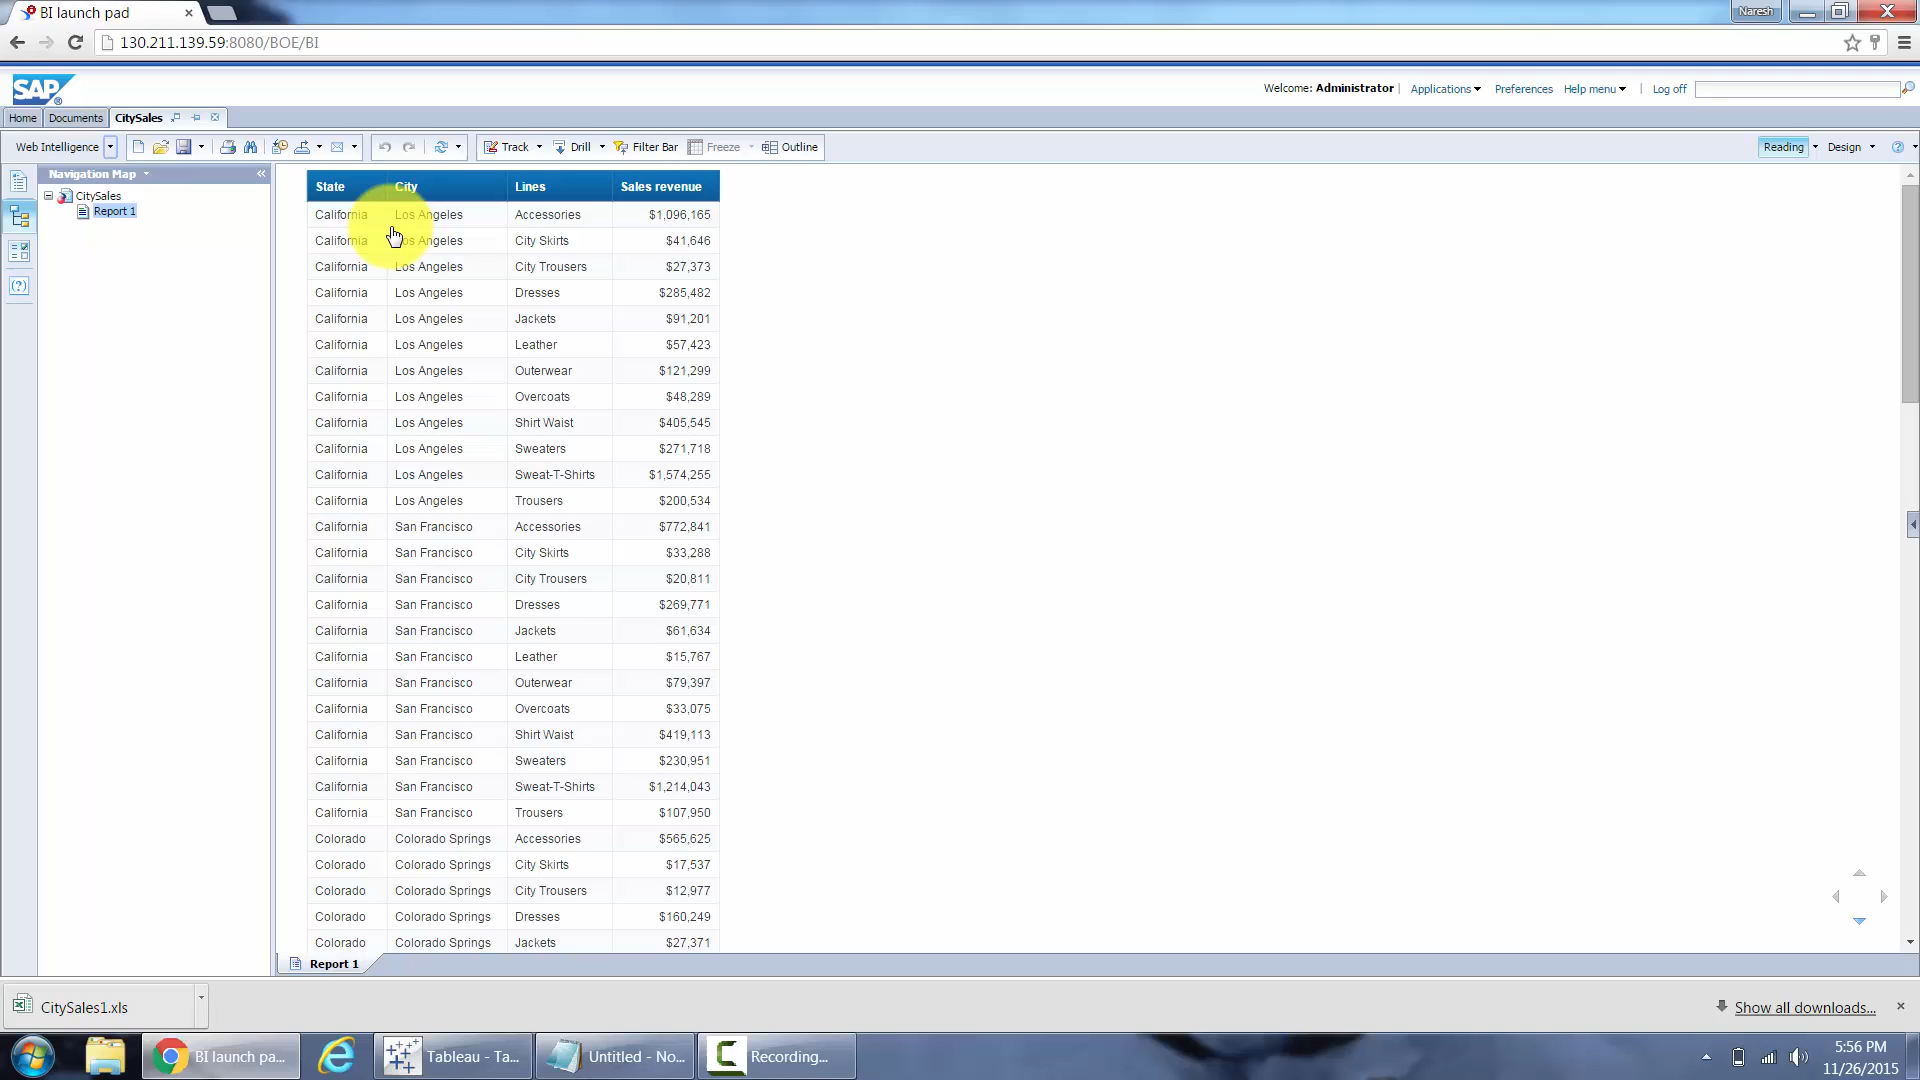 BI launch pad
Naresh
130.211.139.59:8080/BOE/BI
SAP
Welcome: Administrator
Applications
Preferences
Help menu
Log off
Home
Documents
CitySales
Web Intelligence
Track
Drill
Filter Bar
Freeze
Outline
Reading
Design
Navigation Map
CitySales
Report 1
State City Lines Sales revenue
California Los Angeles Accessories $1,096,165
California Los Angeles City Skirts $41,646
California Los Angeles City Trousers $27,373
California Los Angeles Dresses $285,482
California Los Angeles Jackets $91,201
California Los Angeles Leather $57,423
California Los Angeles Outerwear $121,299
California Los Angeles Overcoats $48,289
California Los Angeles Shirt Waist $405,545
California Los Angeles Sweaters $271,718
California Los Angeles Sweat-T-Shirts $1,574,255
California Los Angeles Trousers $200,534
California San Francisco Accessories $772,841
California San Francisco City Skirts $33,288
California San Francisco City Trousers $20,811
California San Francisco Dresses $269,771
California San Francisco Jackets $61,634
California San Francisco Leather $15,767
California San Francisco Outerwear $79,397
California San Francisco Overcoats $33,075
California San Francisco Shirt Waist $419,113
California San Francisco Sweaters $230,951
California San Francisco Sweat-T-Shirts $1,214,043
California San Francisco Trousers $107,950
Colorado Colorado Springs Accessories $565,625
Colorado Colorado Springs City Skirts $17,537
Colorado Colorado Springs City Trousers $12,977
Colorado Colorado Springs Dresses $160,249
Colorado Colorado Springs Jackets $27,371
Report 1
CitySales1.xls
Show all downloads...
BI launch pa...
Tableau - Ta...
Untitled - No...
Recording...
5:56 PM
11/26/2015